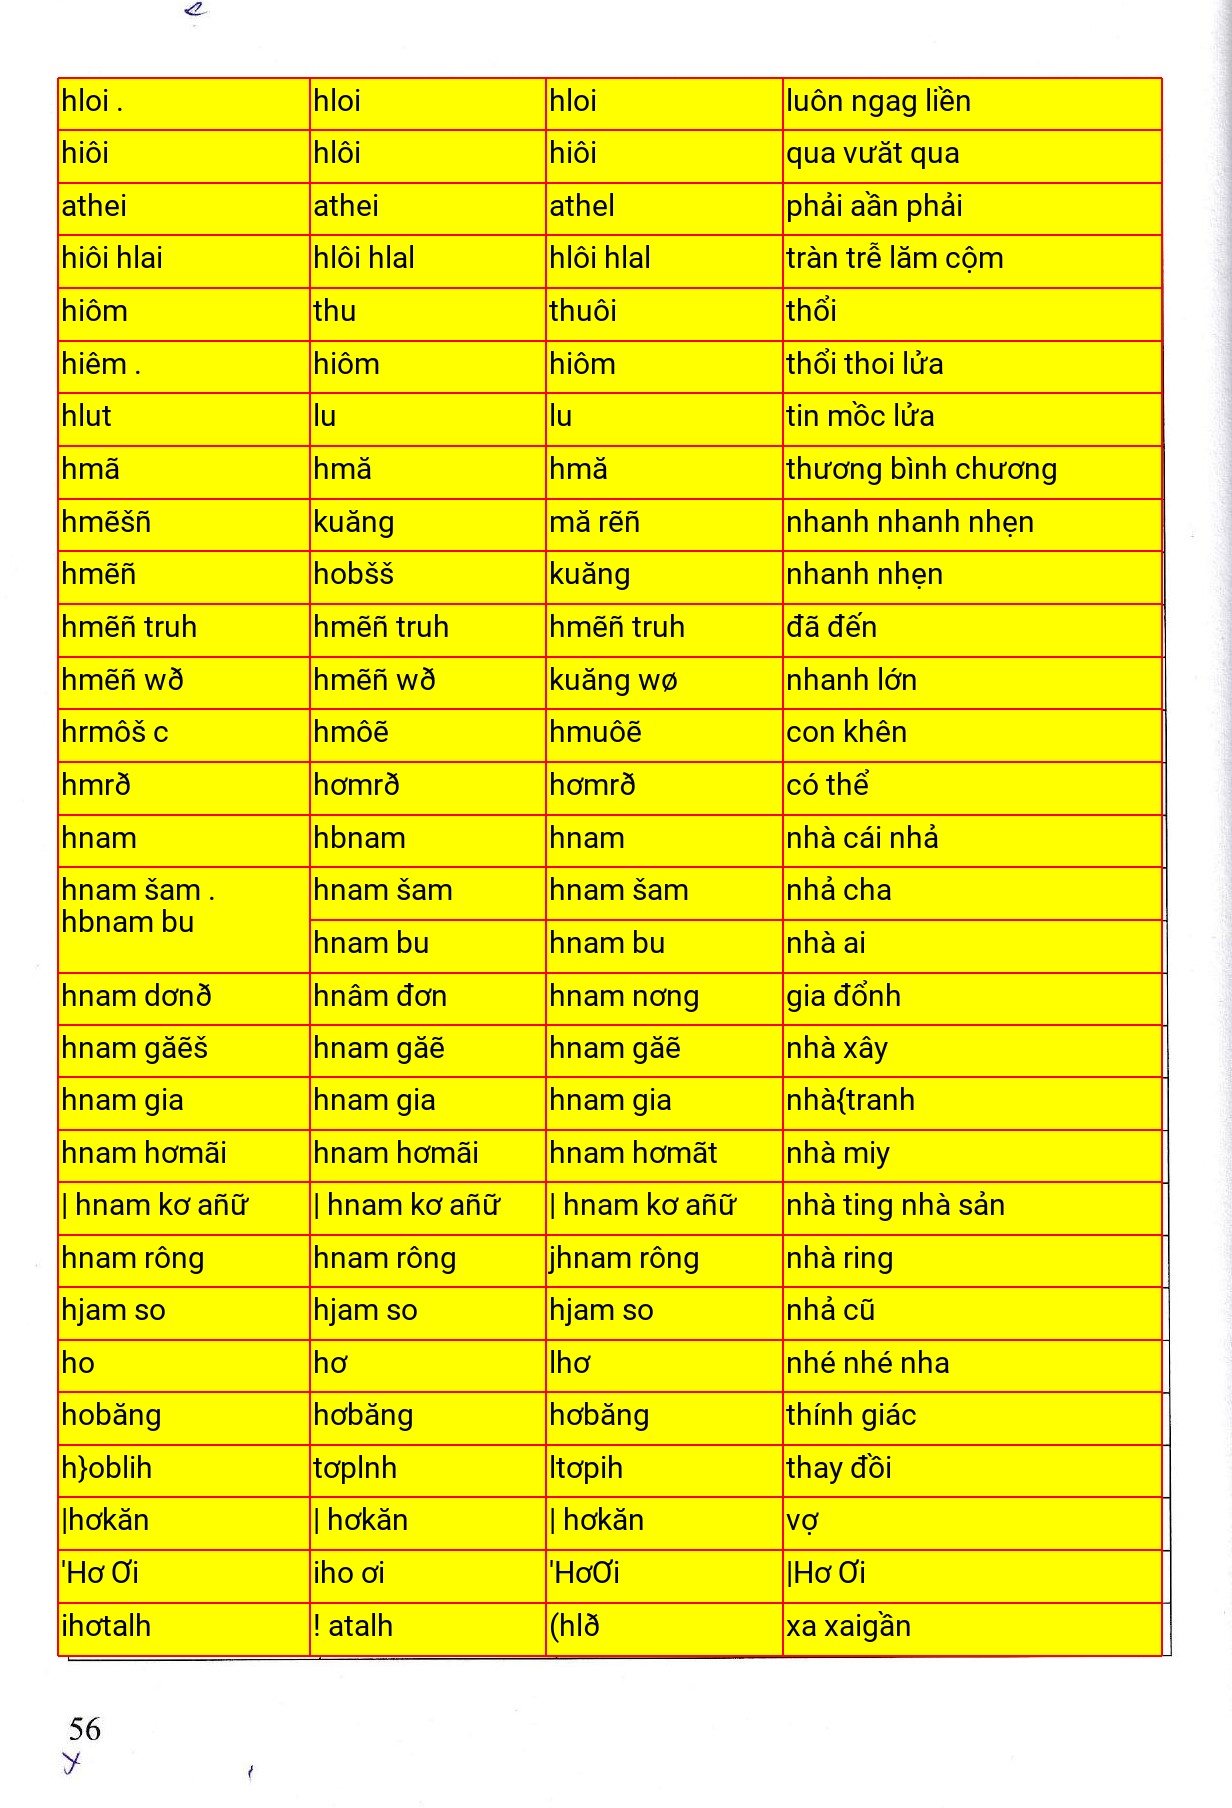 hloi . hloi hloi luôn ngag liền
hiôi hlôi hiôi qua vưăt qua
athei athei athel phải aần phải
hiôi hlai hlôi hlal hlôi hlal tràn trễ lăm cộm
hiôm thu thuôi thổi
hiêm . hiôm hiôm thổi thoi lửa
hlut lu lu tin mồc lửa
hmã hmă hmă thương bình chương
hmẽšñ kuăng mă rẽñ nhanh nhanh nhẹn
hmẽñ hobšš kuăng nhanh nhẹn
hmẽñ truh hmẽñ truh hmẽñ truh đã đến
hmẽñ wð hmẽñ wð kuăng wø nhanh lớn
hrmôš c hmôẽ hmuôẽ con khên
hmrð hơmrð hơmrð có thể
hnam hbnam hnam nhà cái nhả
hnam šam . hnam šam hnam šam nhả cha
hbnam bu hnam bu hnam bu nhà ai
hnam dơnð hnâm đơn hnam nơng gia đổnh
hnam găẽš hnam găẽ hnam găẽ nhà xây
hnam gia hnam gia hnam gia nhà{tranh
hnam hơmãi hnam hơmãi hnam hơmãt nhà miy
| hnam kơ añữ | hnam kơ añữ | hnam kơ añữ nhà ting nhà sản
hnam rông hnam rông jhnam rông nhà ring
hjam so hjam so hjam so nhả cũ
ho hơ lhơ nhé nhé nha
hobăng hơbăng hơbăng thính giác
h}oblih tơplnh ltơpih thay đồi
|hơkăn | hơkăn | hơkăn vợ
'Hơ Ơi iho ơi 'HơƠi |Hơ Ơi
ihơtalh ! atalh (hlð xa xaigần
56